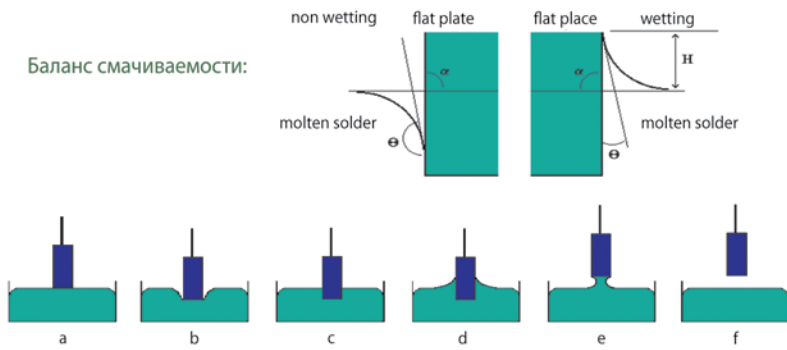 non wetting flat plate flat place wetting
Баланс смачиваемости:
α α H
molten solder molten solder
Θ Θ
a b c d e f